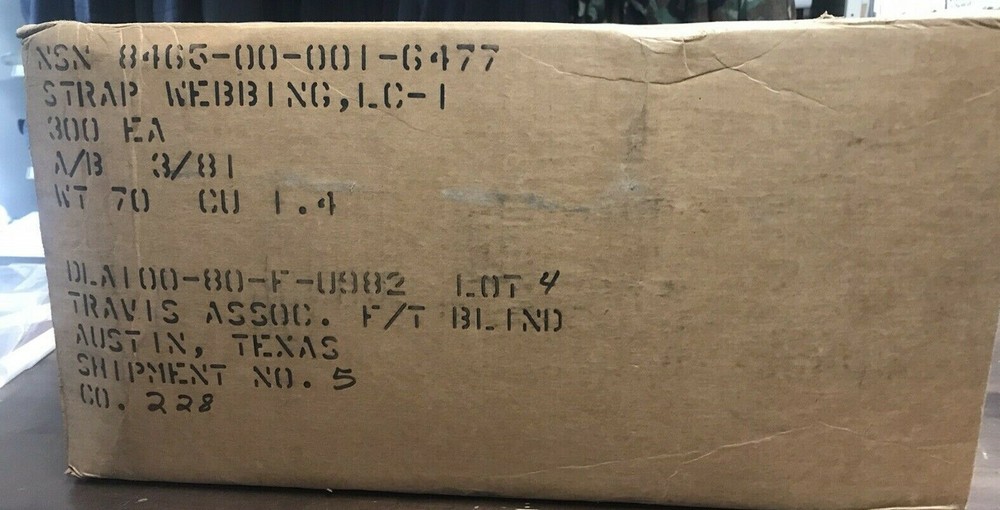 NSN 8465-00-001-6477
STRAP WEBBING,LC-1
300 EA
A/B 3/81
WT 70 CU 1.4
DLA100-80-F-0982 LOT 4
TRAVIS ASSOC. F/T BLIND
AUSTIN, TEXAS
SHIPMENT NO. 5
CO. 228